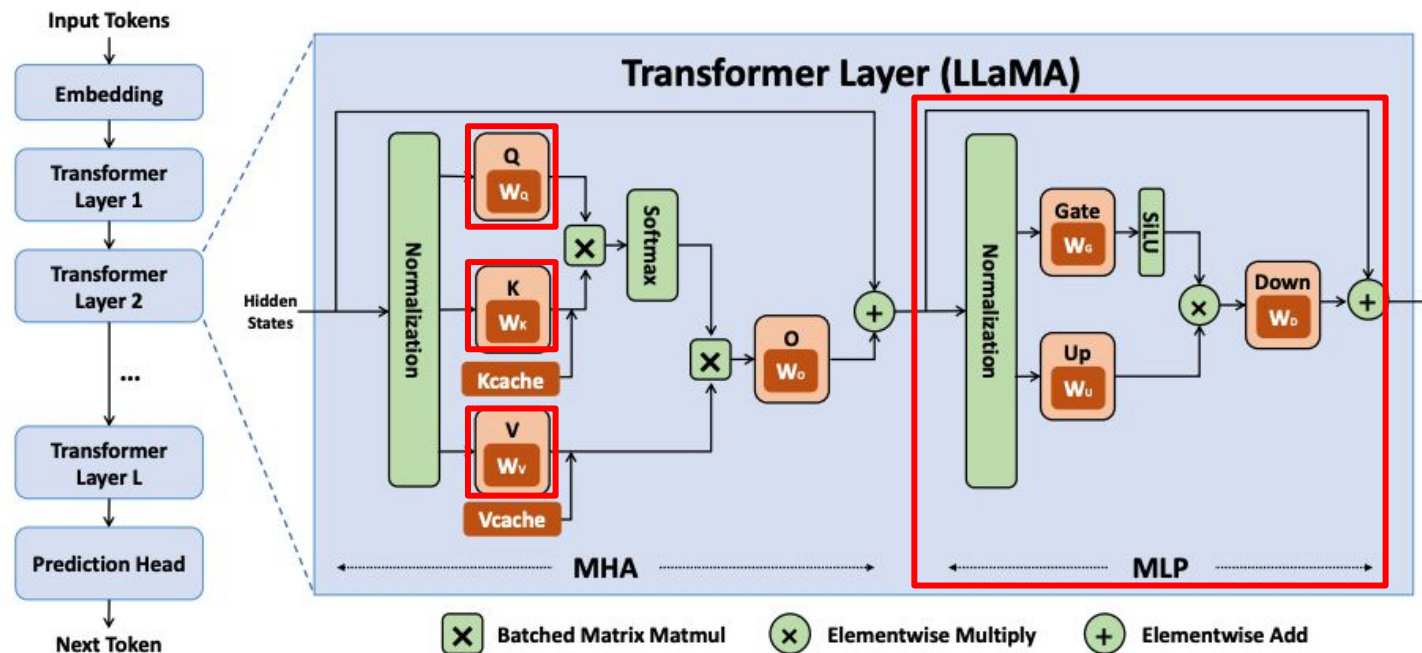 Input Tokens
Embedding
Transformer
Layer 1
Transformer
Layer 2
...
Transformer
Layer L
Prediction Head
Next Token
Transformer Layer (LLaMA)
Hidden
States
Normalization
Q
WQ
K
WK
Kcache
V
WV
Vcache
Softmax
O
WO
MHA
Normalization
Gate
WG
SiLU
Up
WU
Down
WD
MLP
Batched Matrix Matmul
Elementwise Multiply
Elementwise Add